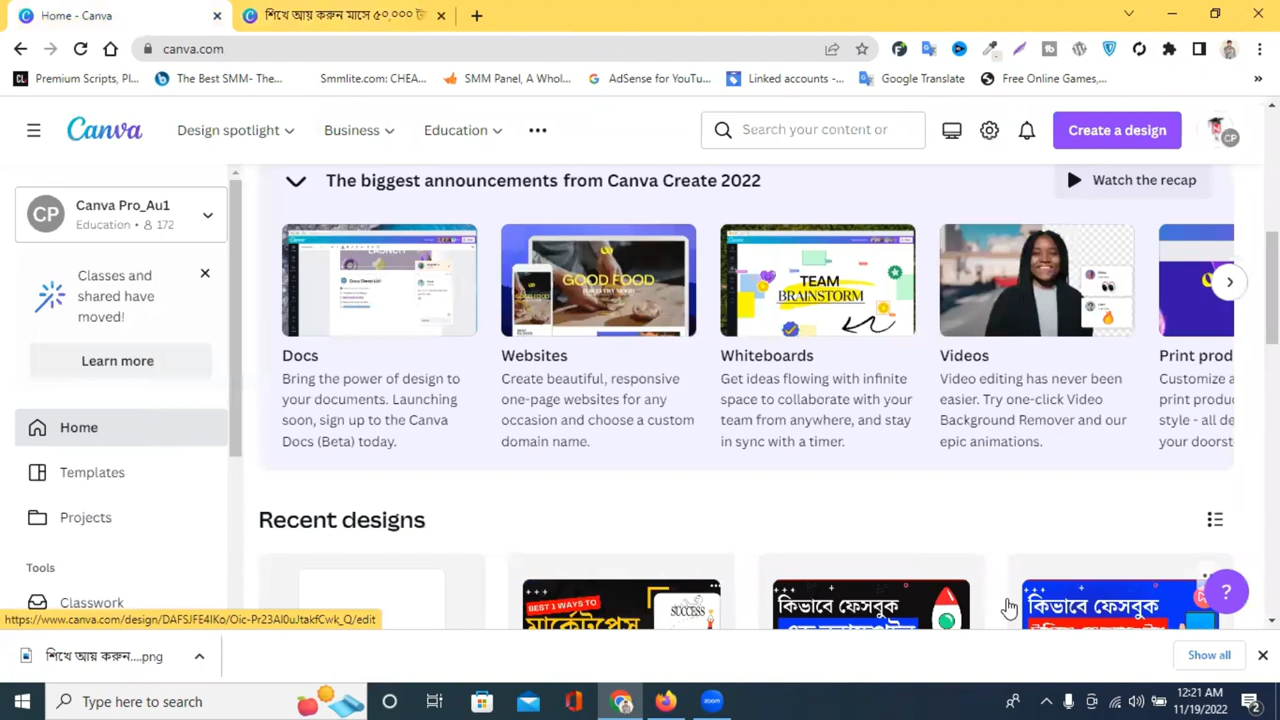 Home - Canva
শিখে আয় করুন মাসে ৫০,০০০ ট
canva.com
Premium Scripts, Pl...
The Best SMM- The...
Smmlite.com: CHEA...
SMM Panel, A Whol...
AdSense for YouTu...
Linked accounts -...
Google Translate
Free Online Games,...
Canva
Design spotlight
Business
Education
Search your content or
Create a design
CP
CP
Canva Pro_Au1
Education • 172
The biggest announcements from Canva Create 2022
Watch the recap
Classes and
shared have
moved!
Learn more
GOOD FOOD
TEAM
BRAINSTORM
Docs
Bring the power of design to
your documents. Launching
soon, sign up to the Canva
Docs (Beta) today.
Websites
Create beautiful, responsive
one-page websites for any
occasion and choose a custom
domain name.
Whiteboards
Get ideas flowing with infinite
space to collaborate with your
team from anywhere, and stay
in sync with a timer.
Videos
Video editing has never been
easier. Try one-click Video
Background Remover and our
epic animations.
Print prod
Customize a
print produc
style - all de
your doorst
Home
Templates
Projects
Tools
Classwork
Recent designs
BEST 1 WAYS TO
মার্কেটপ্লেস
SUCCESS
কিভাবে ফেসবুক
কিভাবে ফেসবুক
?
https://www.canva.com/design/DAFSJFE4IKo/Oic-Pr23Al0uJtakfCwk_Q/edit
শিখে আয় করুন....png
Show all
Type here to search
zoom
12:21 AM
11/19/2022
2